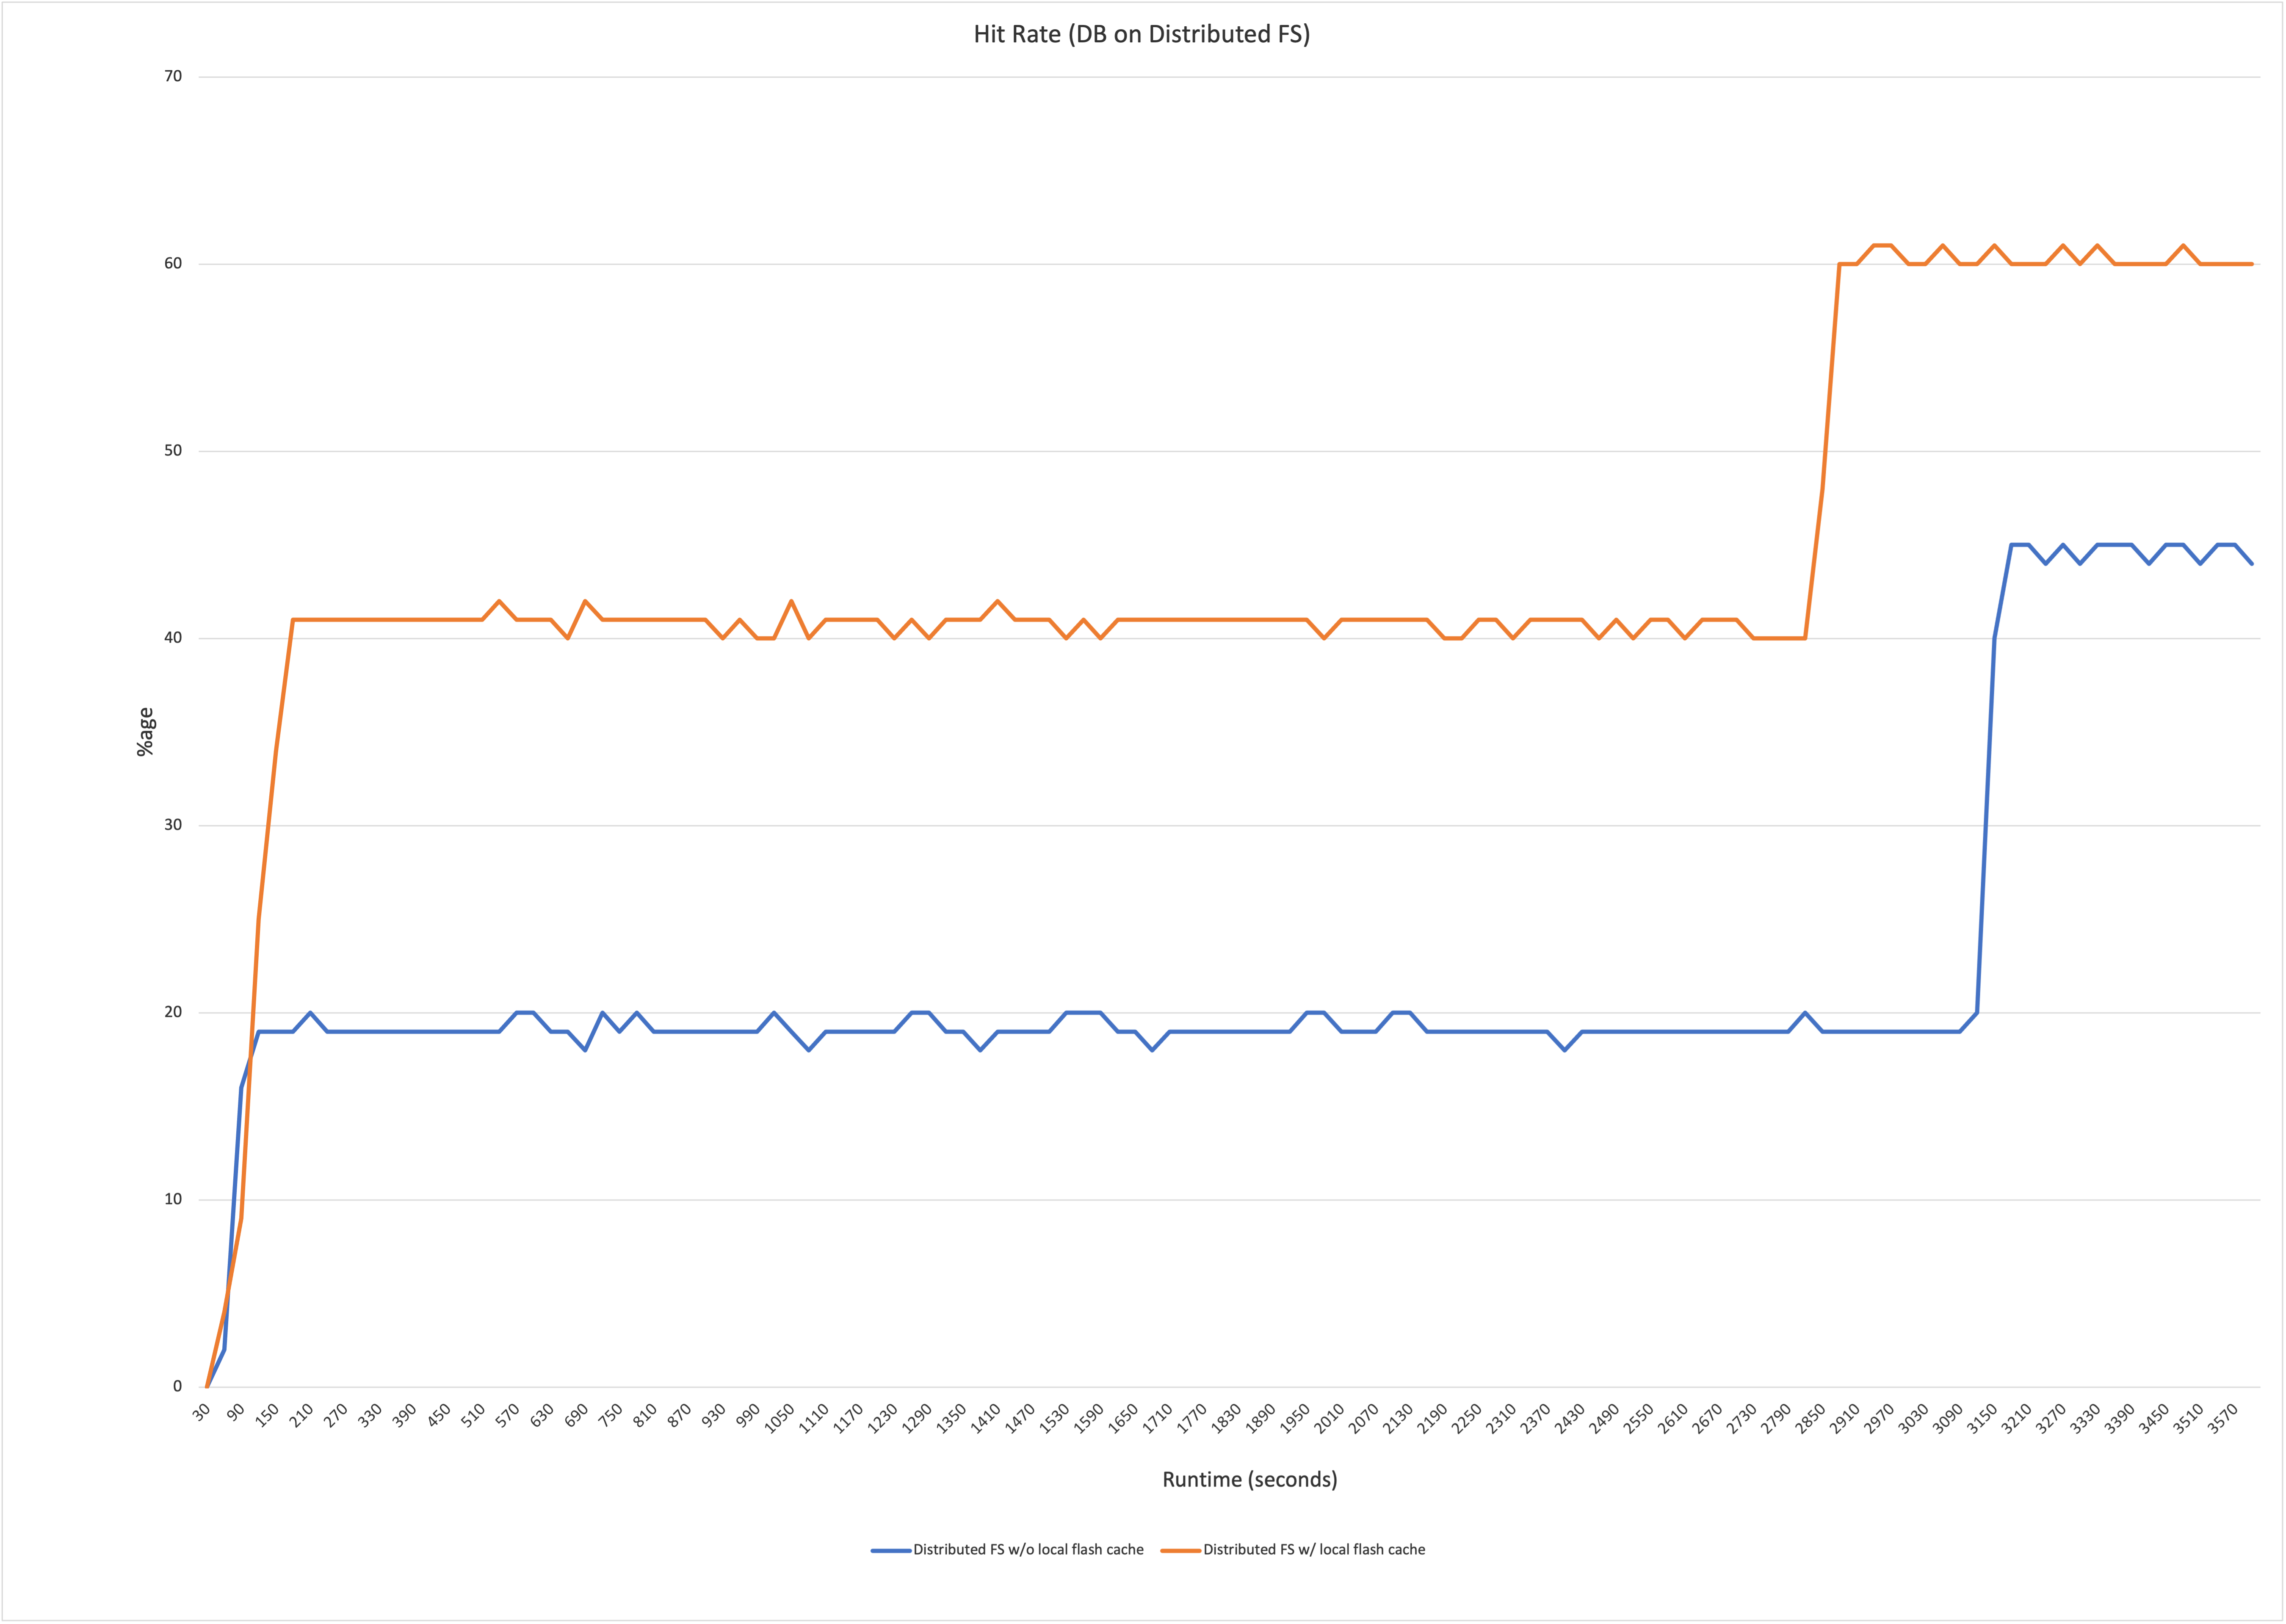 Hit Rate (DB on Distributed FS)
70
60
50
40
30
20
10
0
%age
30 90 150 210 270 330 390 450 510 570 630 690 750 810 870 930 990 1050 1110 1170 1230 1290 1350 1410 1470 1530 1590 1650 1710 1770 1830 1890 1950 2010 2070 2130 2190 2250 2310 2370 2430 2490 2550 2610 2670 2730 2790 2850 2910 2970 3030 3090 3150 3210 3270 3330 3390 3450 3510 3570
Runtime (seconds)
Distributed FS w/o local flash cache Distributed FS w/ local flash cache